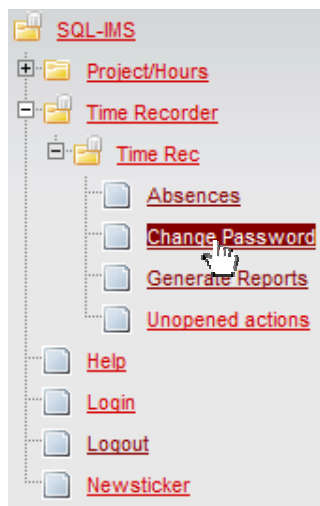 SQL-IMS
Project/Hours
Time Recorder
Time Rec
Absences
Change Password
Generate Reports
Unopened actions
Help
Login
Logout
Newsticker